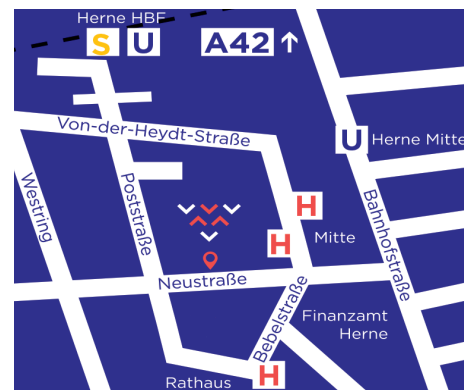 Herne HBF
S U A42
Von-der-Heydt-Straße
U Herne Mitte
Westring
Poststraße
Bahnhofstraße
H
H Mitte
Neustraße
Bebelstraße
Finanzamt
Herne
Rathaus H